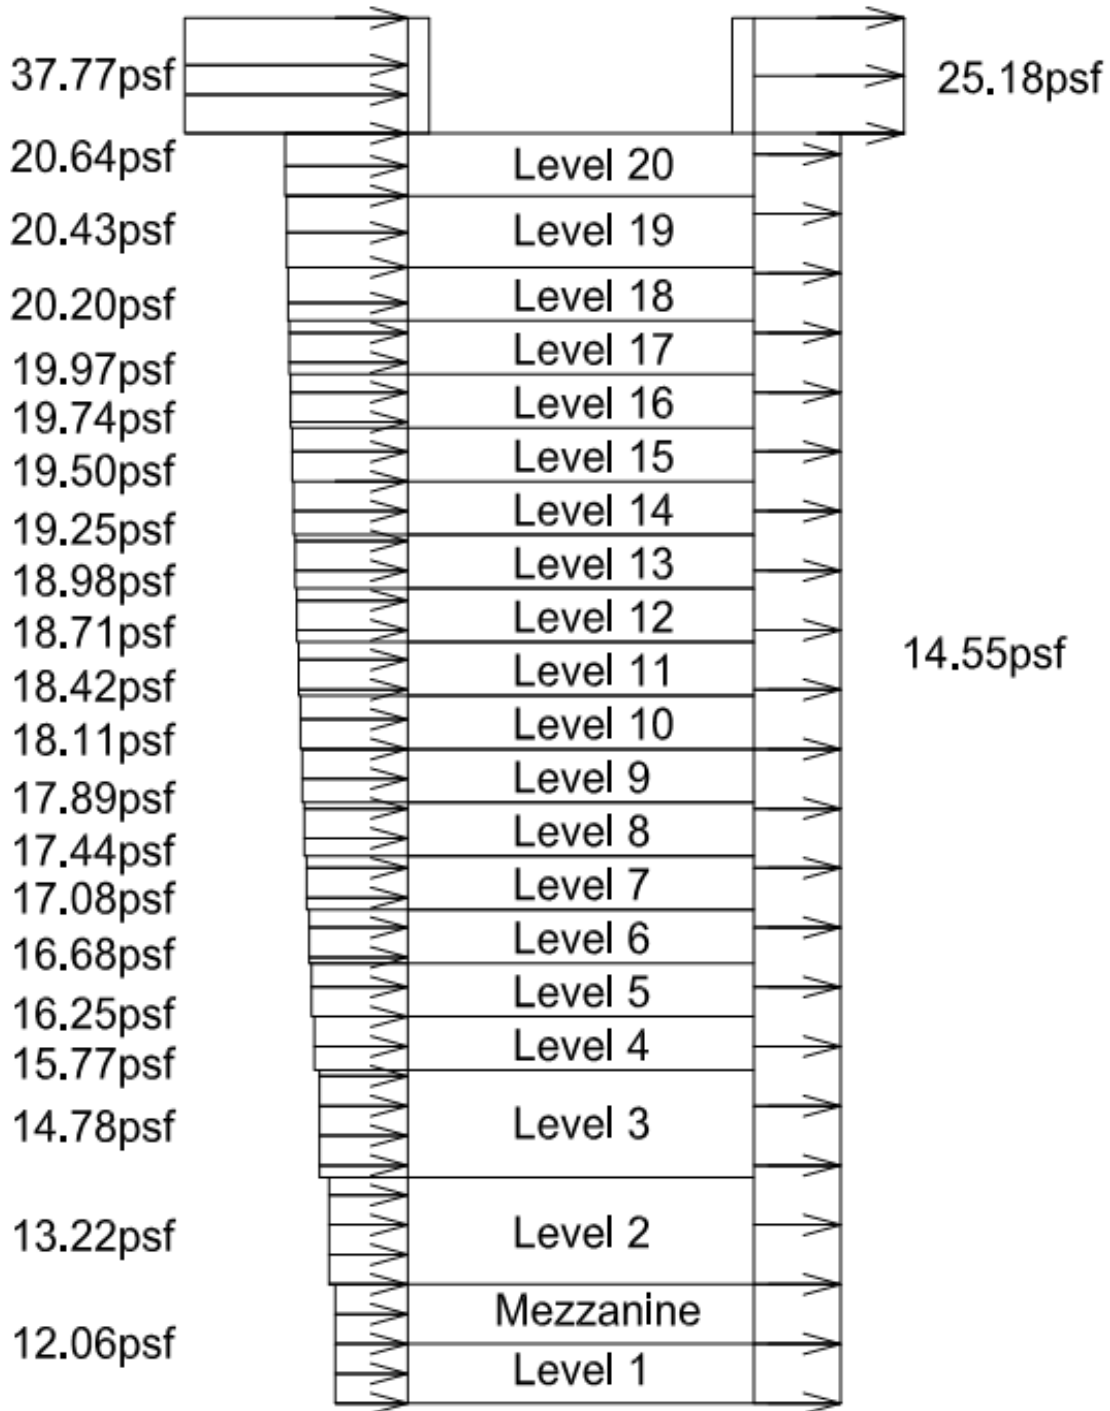 37.77psf
25.18psf
20.64psf
Level 20
20.43psf
Level 19
20.20psf
Level 18
19.97psf
Level 17
19.74psf
Level 16
19.50psf
Level 15
19.25psf
Level 14
18.98psf
Level 13
18.71psf
Level 12
14.55psf
18.42psf
Level 11
18.11psf
Level 10
17.89psf
Level 9
17.44psf
Level 8
17.08psf
Level 7
16.68psf
Level 6
16.25psf
Level 5
15.77psf
Level 4
14.78psf
Level 3
13.22psf
Level 2
Mezzanine
12.06psf
Level 1